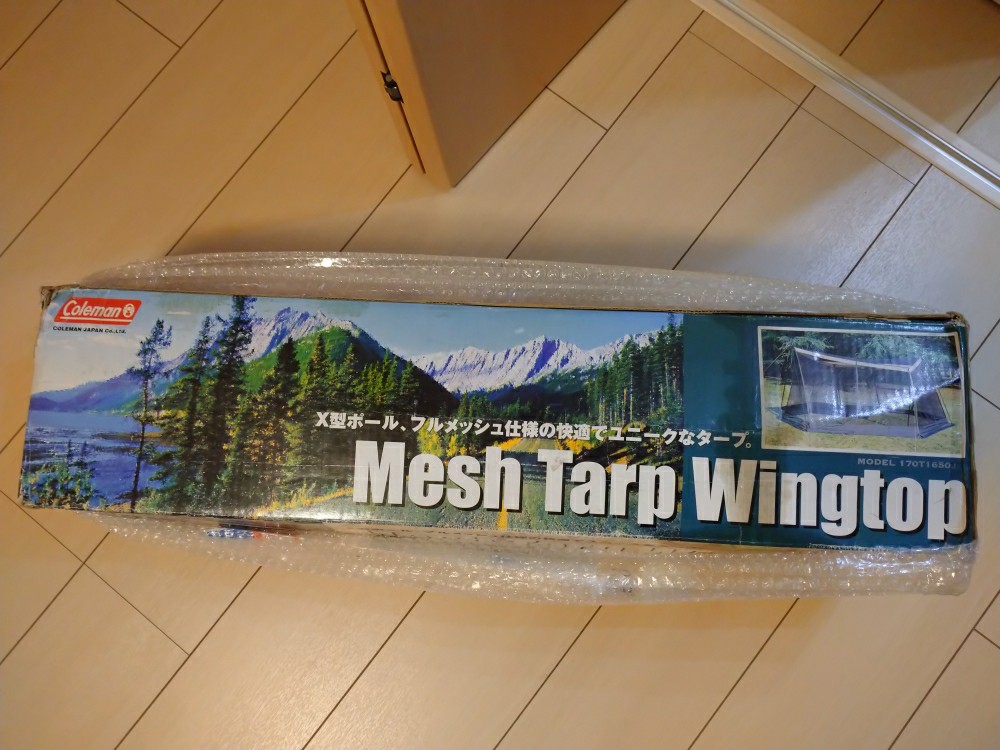 Coleman
COLEMAN JAPAN Co.,Ltd.
X型ポール、フルメッシュ仕様の快適でユニークなタープ。
MODEL 170T1650J
Mesh Tarp Wingtop